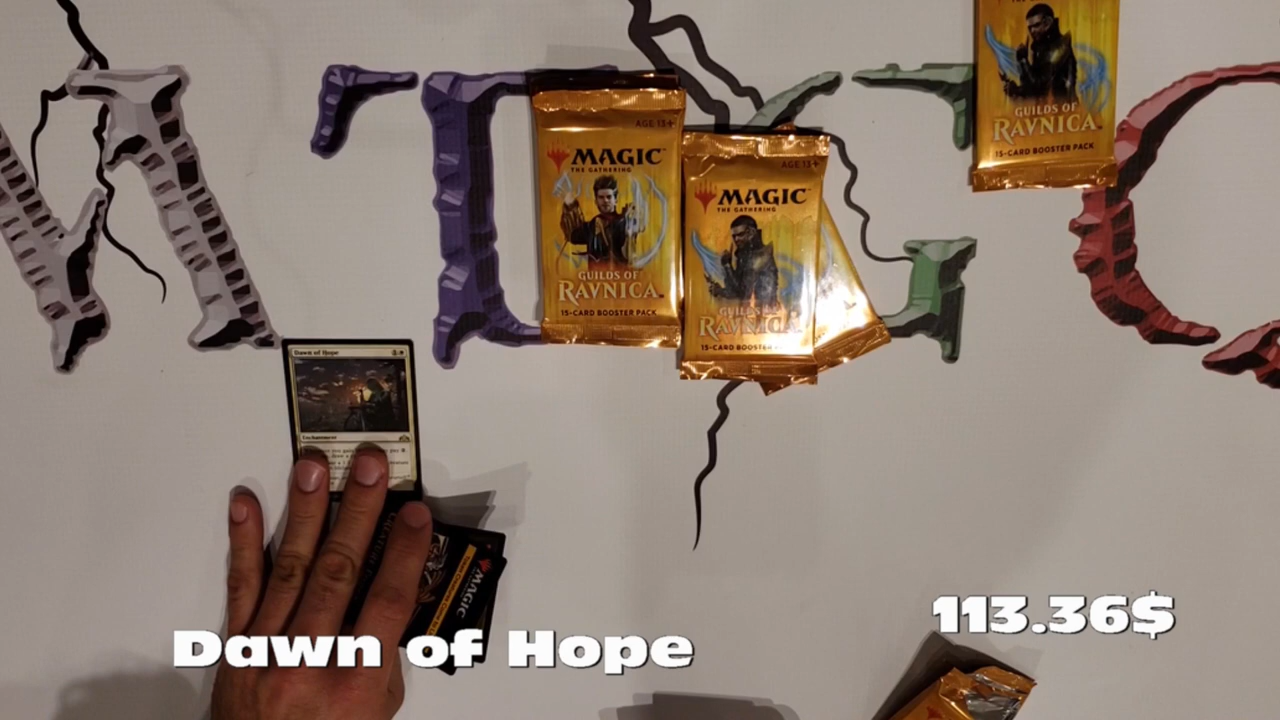 GUILDS OF
RAVNICA
15-CARD BOOSTER PACK
AGE 13+
MAGIC
THE GATHERING
GUILDS OF
RAVNICA
15-CARD BOOSTER PACK
AGE 13+
MAGIC
THE GATHERING
GUILDS OF
RAVNICA
15-CARD BOOSTER
Dawn of Hope
Enchantment
MAGIC
113.36$
Dawn of Hope